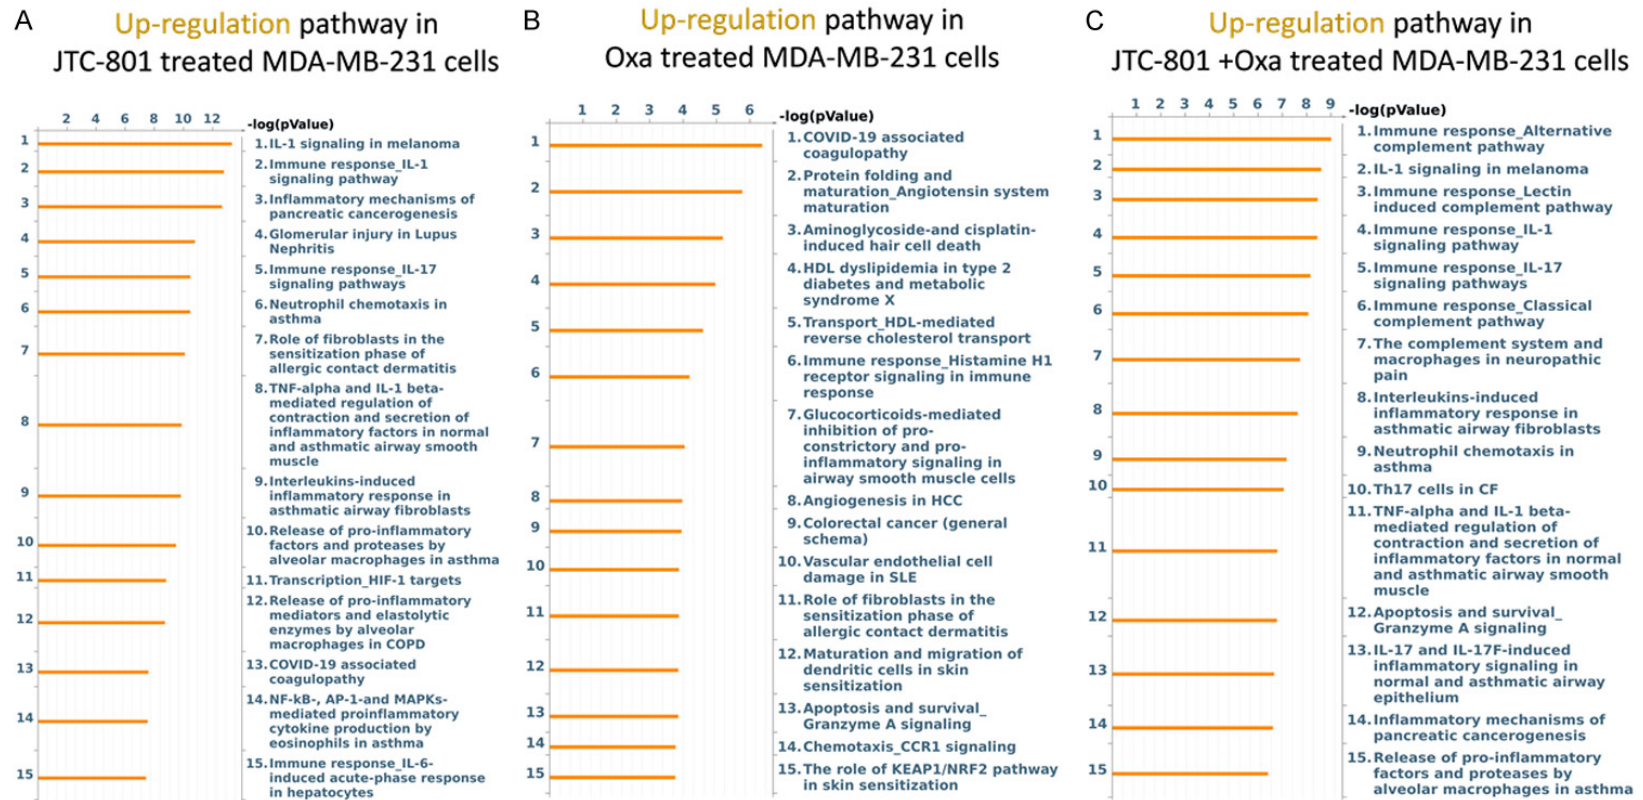 A
Up-regulation pathway in
JTC-801 treated MDA-MB-231 cells
2 4 6 8 10 12
-log(pValue)
1
2
3
4
5
6
7
8
9
10
11
12
13
14
15
1. IL-1 signaling in melanoma
2. Immune response_IL-1
signaling pathway
3. Inflammatory mechanisms of
pancreatic cancerogenesis
4. Glomerular injury in Lupus
Nephritis
5. Immune response_IL-17
signaling pathways
6. Neutrophil chemotaxis in
asthma
7. Role of fibroblasts in the
sensitization phase of
allergic contact dermatitis
8. TNF-alpha and IL-1 beta-
mediated regulation of
contraction and secretion of
inflammatory factors in normal
and asthmatic airway smooth
muscle
9. Interleukins-induced
inflammatory response in
asthmatic airway fibroblasts
10. Release of pro-inflammatory
factors and proteases by
alveolar macrophages in asthma
11. Transcription_HIF-1 targets
12. Release of pro-inflammatory
mediators and elastolytic
enzymes by alveolar
macrophages in COPD
13. COVID-19 associated
coagulopathy
14. NF-kB-, AP-1-and MAPKs-
mediated proinflammatory
cytokine production by
eosinophils in asthma
15. Immune response_IL-6-
induced acute-phase response
in hepatocytes
B
Up-regulation pathway in
Oxa treated MDA-MB-231 cells
1 2 3 4 5 6
-log(pValue)
1
2
3
4
5
6
7
8
9
10
11
12
13
14
15
1. COVID-19 associated
coagulopathy
2. Protein folding and
maturation_Angiotensin system
maturation
3. Aminoglycoside-and cisplatin-
induced hair cell death
4. HDL dyslipidemia in type 2
diabetes and metabolic
syndrome X
5. Transport_HDL-mediated
reverse cholesterol transport
6. Immune response_Histamine H1
receptor signaling in immune
response
7. Glucocorticoids-mediated
inhibition of pro-
constrictory and pro-
inflammatory signaling in
airway smooth muscle cells
8. Angiogenesis in HCC
9. Colorectal cancer (general
schema)
10. Vascular endothelial cell
damage in SLE
11. Role of fibroblasts in the
sensitization phase of
allergic contact dermatitis
12. Maturation and migration of
dendritic cells in skin
sensitization
13. Apoptosis and survival_
Granzyme A signaling
14. Chemotaxis_CCR1 signaling
15. The role of KEAP1/NRF2 pathway
in skin sensitization
C
Up-regulation pathway in
JTC-801 +Oxa treated MDA-MB-231 cells
1 2 3 4 5 6 7 8 9
-log(pValue)
1
2
3
4
5
6
7
8
9
10
11
12
13
14
15
1. Immune response_Alternative
complement pathway
2. IL-1 signaling in melanoma
3. Immune response_Lectin
induced complement pathway
4. Immune response_IL-1
signaling pathway
5. Immune response_IL-17
signaling pathways
6. Immune response_Classical
complement pathway
7. The complement system and
macrophages in neuropathic
pain
8. Interleukins-induced
inflammatory response in
asthmatic airway fibroblasts
9. Neutrophil chemotaxis in
asthma
10. Th17 cells in CF
11. TNF-alpha and IL-1 beta-
mediated regulation of
contraction and secretion of
inflammatory factors in normal
and asthmatic airway smooth
muscle
12. Apoptosis and survival_
Granzyme A signaling
13. IL-17 and IL-17F-induced
inflammatory signaling in
normal and asthmatic airway
epithelium
14. Inflammatory mechanisms of
pancreatic cancerogenesis
15. Release of pro-inflammatory
factors and proteases by
alveolar macrophages in asthma